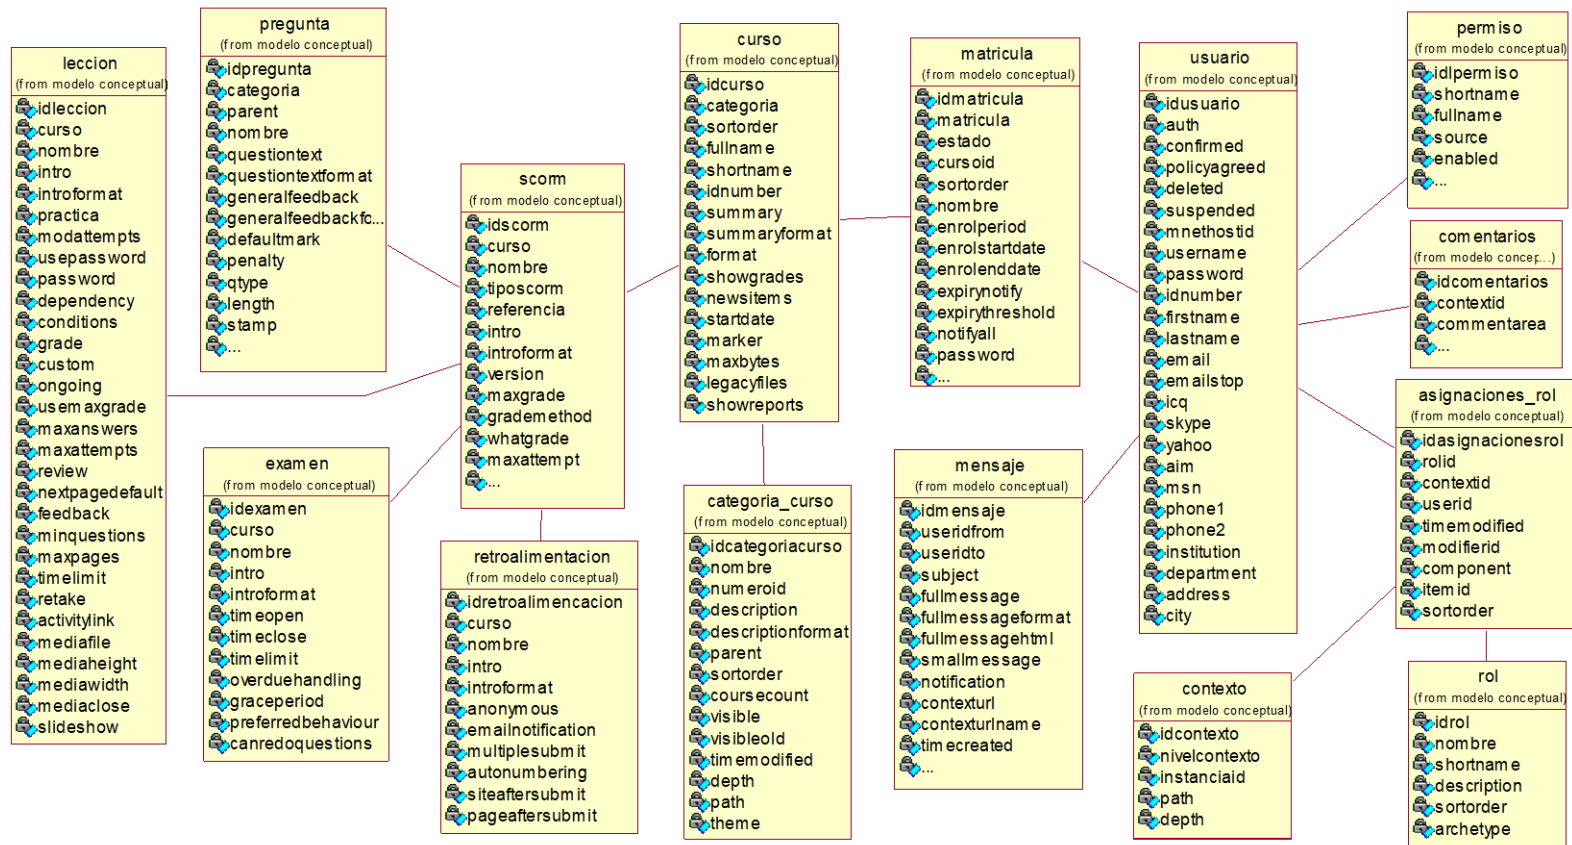 leccion
(from modelo conceptual)
idleccion
curso
nombre
intro
introformat
practica
modattempts
usepassword
password
dependency
conditions
grade
custom
ongoing
usemaxgrade
maxanswers
maxattempts
review
nextpagedefault
feedback
minquestions
maxpages
timelimit
retake
activitylink
mediafile
mediaheight
mediawidth
mediaclose
slideshow
pregunta
(from modelo conceptual)
idpregunta
categoria
parent
nombre
questiontext
questiontextformat
generalfeedback
generalfeedbackfc...
defaultmark
penalty
qtype
length
stamp
...
examen
(from modelo conceptual)
idexamen
curso
nombre
intro
introformat
timeopen
timeclose
timelimit
overduehandling
graceperiod
preferredbehaviour
canredoquestions
scorm
(from modelo conceptual)
idscorm
curso
nombre
tiposcorm
referencia
intro
introformat
version
maxgrade
grademethod
whatgrade
maxattempt
...
retroalimentacion
(from modelo conceptual)
idretroalimencacion
curso
nombre
intro
introformat
anonymous
emailnotification
multiplesubmit
autonumbering
siteaftersubmit
pageaftersubmit
curso
(from modelo conceptual)
idcurso
categoria
sortorder
fullname
shortname
idnumber
summary
summaryformat
format
showgrades
newsitems
startdate
marker
maxbytes
legacyfiles
showreports
categoria_curso
(from modelo conceptual)
idcategoriacurso
nombre
numeroid
description
descriptionformat
parent
sortorder
coursecount
visible
visibleold
timemodified
depth
path
theme
matricula
(from modelo conceptual)
idmatricula
matricula
estado
cursoid
sortorder
nombre
enrolperiod
enrolstartdate
enrolenddate
expirynotify
expirythreshold
notifyall
password
...
mensaje
(from modelo conceptual)
idmensaje
useridfrom
useridto
subject
fullmessage
fullmessageformat
fullmessagehtml
smallmessage
notification
contexturl
contexturlname
timecreated
...
usuario
(from modelo conceptual)
idusuario
auth
confirmed
policyagreed
deleted
suspended
mnethostid
username
password
idnumber
firstname
lastname
email
emailstop
icq
skype
yahoo
aim
msn
phone1
phone2
institution
department
address
city
contexto
(from modelo conceptual)
idcontexto
nivelcontexto
instanciaid
path
depth
permiso
(from modelo conceptual)
idlpermiso
shortname
fullname
source
enabled
...
comentarios
(from modelo concep...)
idcomentarios
contextid
commentarea
...
asignaciones_rol
(from modelo conceptual)
idasignacionesrol
rolid
contextid
userid
timemodified
modifierid
component
itemid
sortorder
rol
(from modelo conceptual)
idrol
nombre
shortname
description
sortorder
archetype